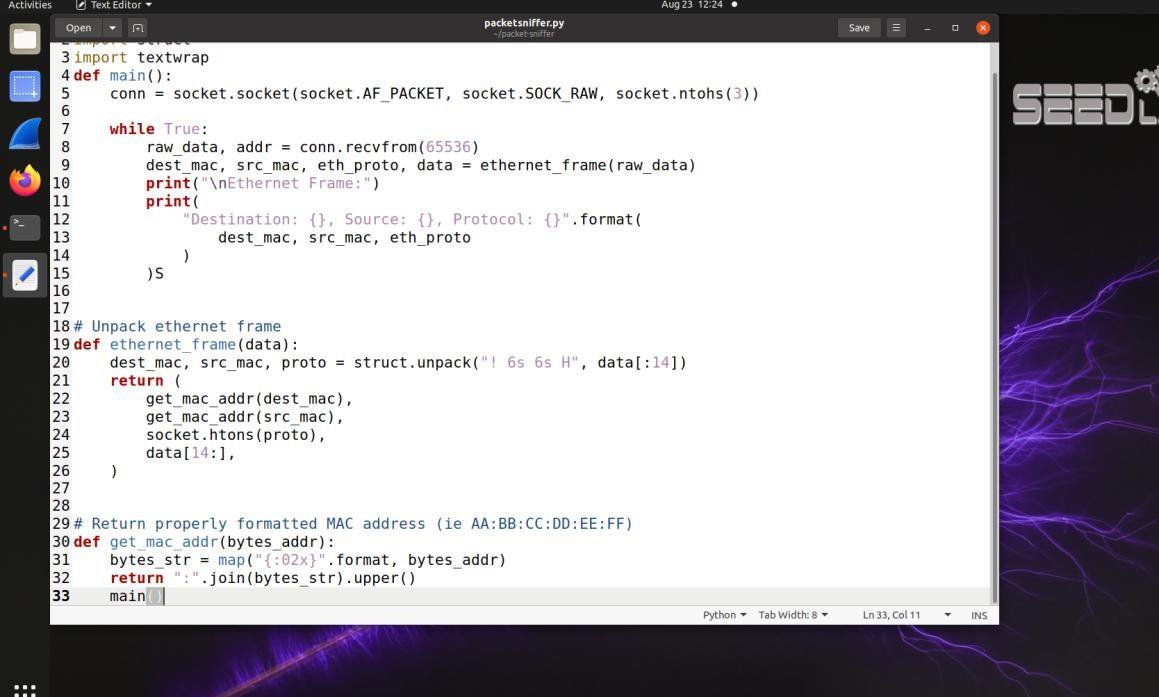 Activities Text Editor Aug 23 12:24
Open packetsniffer.py Save
~/packet-sniffer
2 import struct
3 import textwrap
4 def main():
5     conn = socket.socket(socket.AF_PACKET, socket.SOCK_RAW, socket.ntohs(3))
6
7     while True:
8         raw_data, addr = conn.recvfrom(65536)
9         dest_mac, src_mac, eth_proto, data = ethernet_frame(raw_data)
10         print("\nEthernet Frame:")
11         print(
12             "Destination: {}, Source: {}, Protocol: {}".format(
13                 dest_mac, src_mac, eth_proto
14             )
15         )S
16
17
18 # Unpack ethernet frame
19 def ethernet_frame(data):
20     dest_mac, src_mac, proto = struct.unpack("! 6s 6s H", data[:14])
21     return (
22         get_mac_addr(dest_mac),
23         get_mac_addr(src_mac),
24         socket.htons(proto),
25         data[14:],
26     )
27
28
29 # Return properly formatted MAC address (ie AA:BB:CC:DD:EE:FF)
30 def get_mac_addr(bytes_addr):
31     bytes_str = map("{:02x}".format, bytes_addr)
32     return ":".join(bytes_str).upper()
33     main()
Python Tab Width: 8 Ln 33, Col 11 INS
SEED